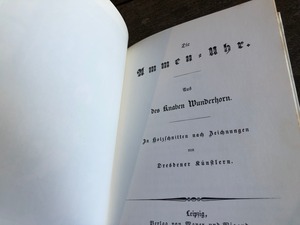 Die
Ammen-Uhr.
Aus
des Knaben Wunderhorn.
In Holzschnitten nach Zeichnungen
von
Dresdener Künstlern.
Leipzig,
Verlag von Mayer und Wigand